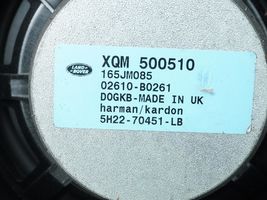 LAND ROVER
XQM 500510
165JM085
02610-B0261
DOGKB-MADE IN UK
harman/kardon
5H22-70451-LB